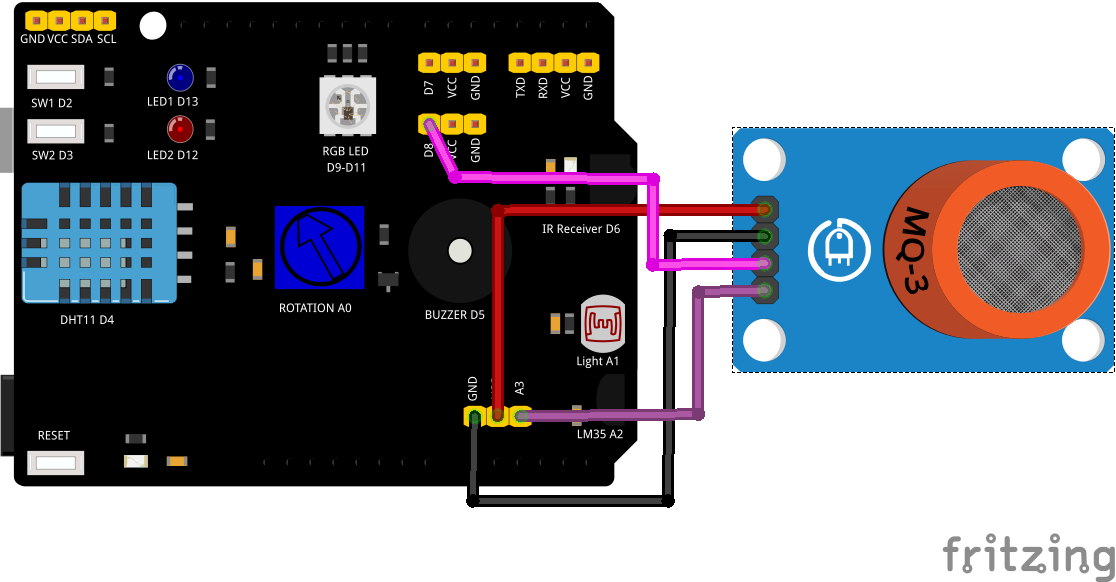 GND VCC SDA SCL
SW1 D2
LED1 D13
SW2 D3
LED2 D12
RGB LED
D9-D11
D7 VCC GND
TXD RXD VCC GND
D8 VCC GND
IR Receiver D6
MQ-3
DHT11 D4
ROTATION A0
BUZZER D5
Light A1
GND
A3
LM35 A2
RESET
fritzing